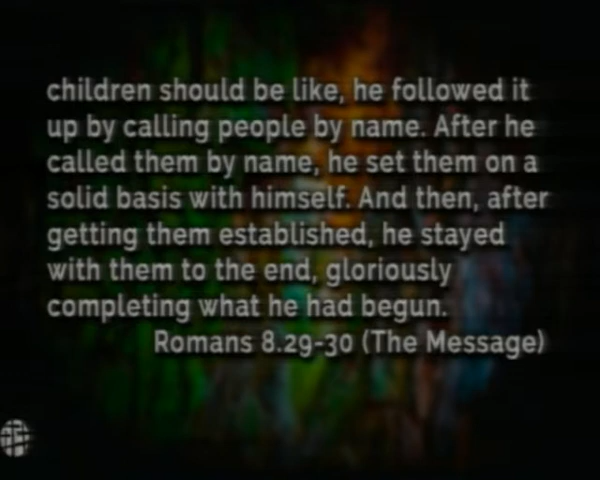 children should be like, he followed it
up by calling people by name. After he
called them by name, he set them on a
solid basis with himself. And then, after
getting them established, he stayed
with them to the end, gloriously
completing what he had begun.
Romans 8.29-30 (The Message)